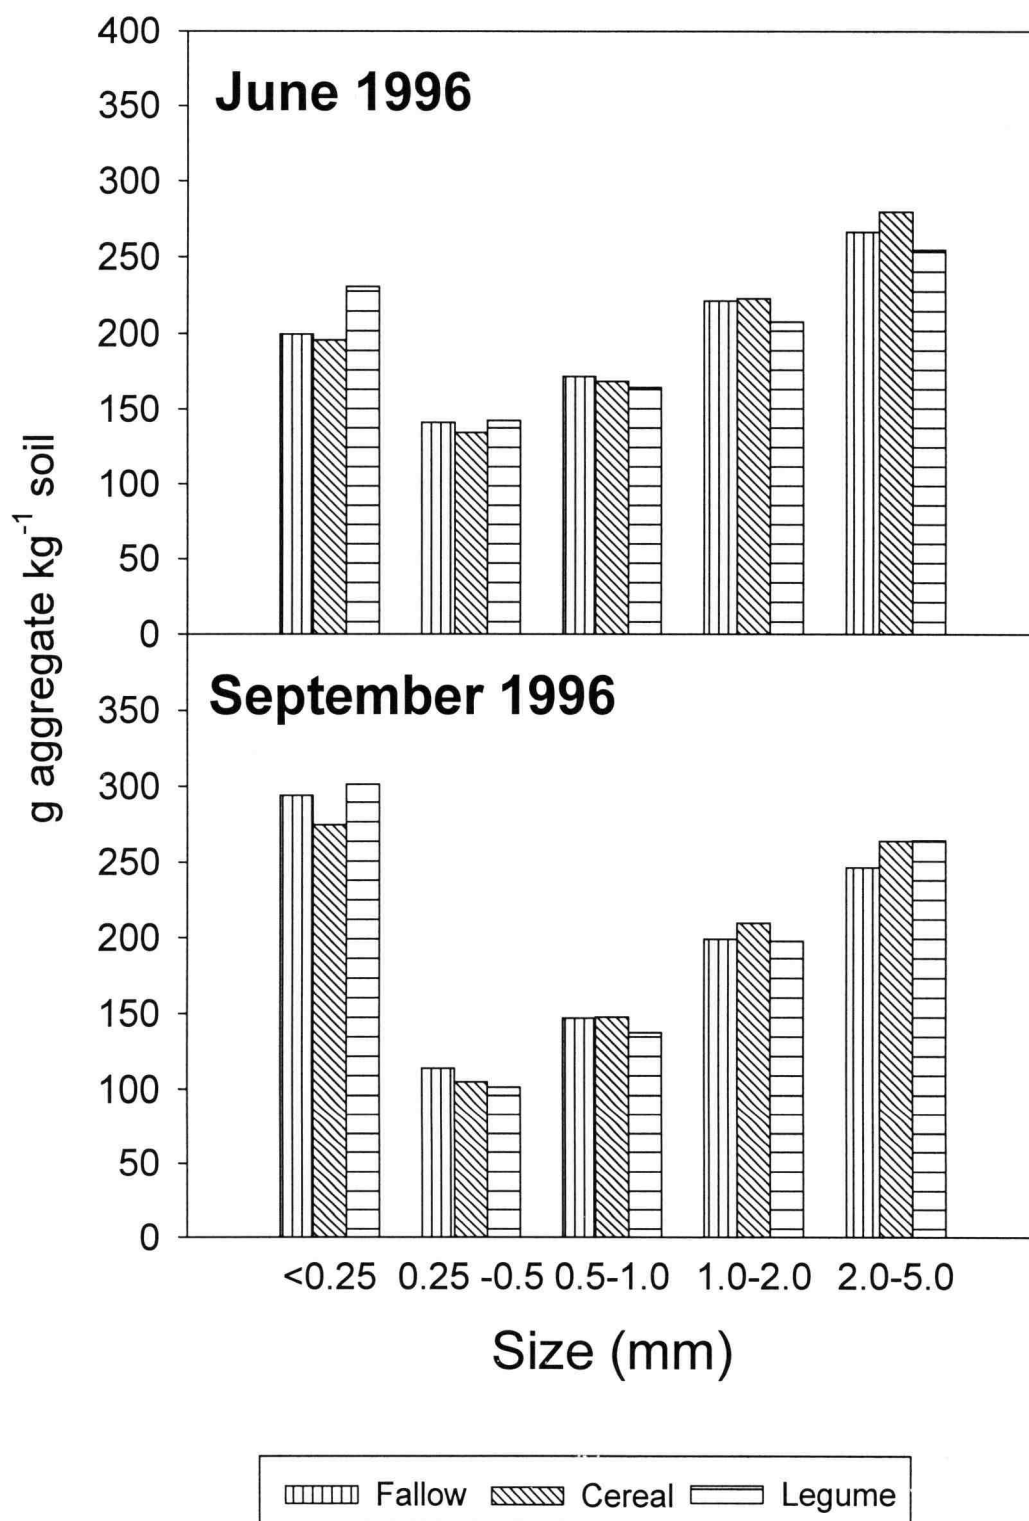 400
June 1996
350
300
250
200
150
100
50
0
September 1996
350
300
250
200
150
100
50
0
g aggregate kg⁻¹ soil
<0.25 0.25 -0.5 0.5-1.0 1.0-2.0 2.0-5.0
Size (mm)
Fallow Cereal Legume